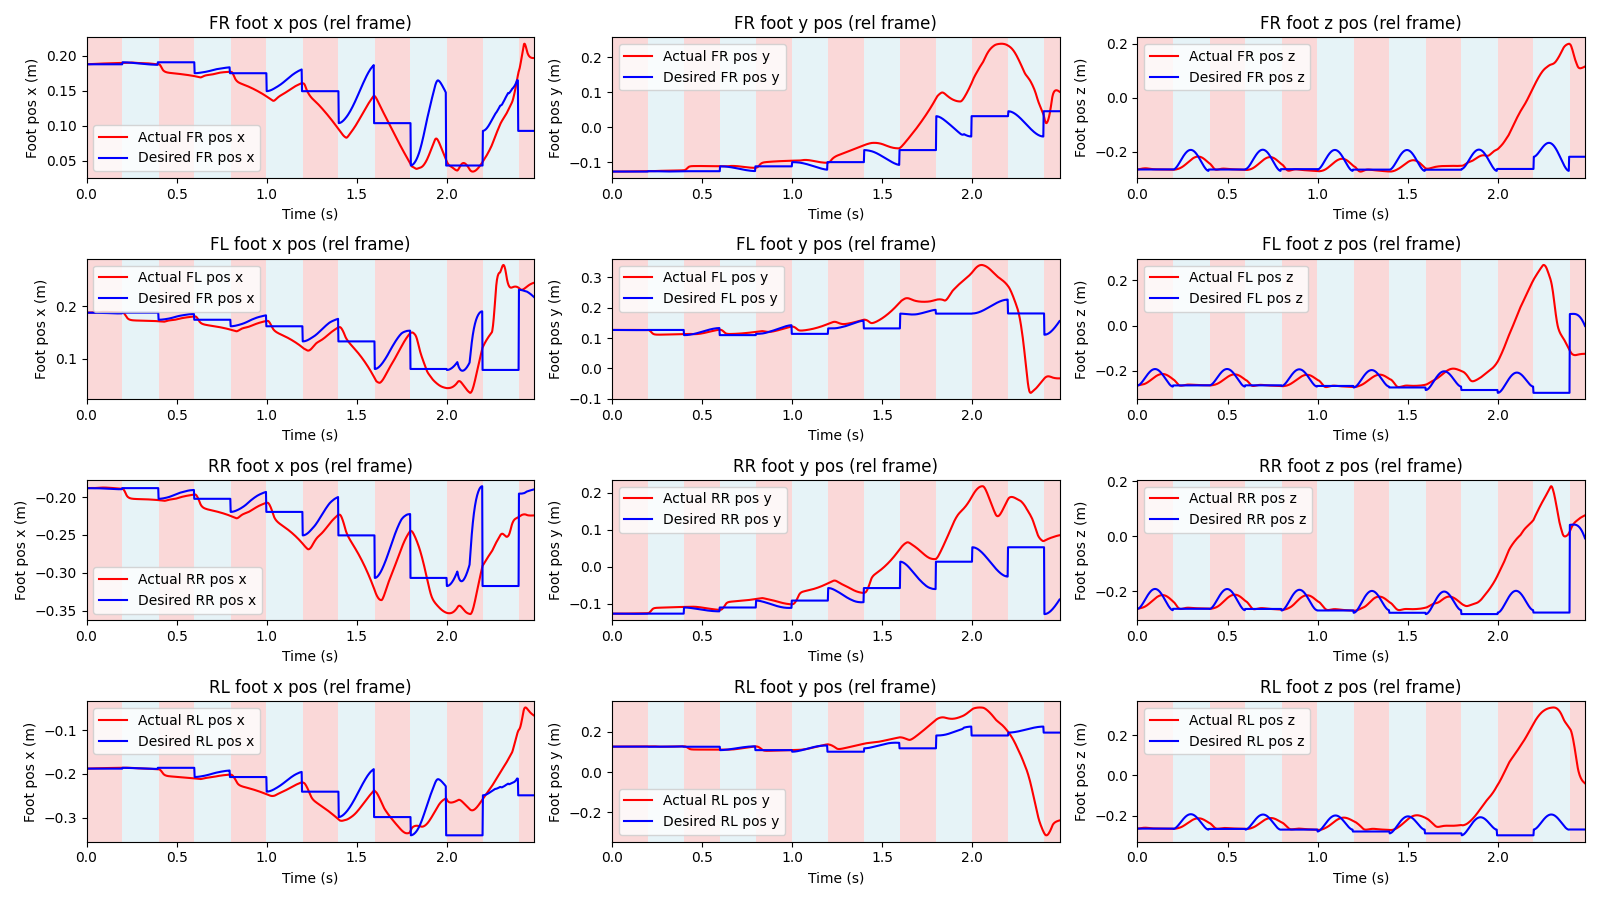 FR foot x pos (rel frame)
FR foot y pos (rel frame)
FR foot z pos (rel frame)
Foot pos x (m)
0.20
0.15
0.10
0.05
Actual FR pos x
Desired FR pos x
0.0 0.5 1.0 1.5 2.0
Time (s)
Foot pos y (m)
0.2
0.1
0.0
−0.1
Actual FR pos y
Desired FR pos y
0.0 0.5 1.0 1.5 2.0
Time (s)
Foot pos z (m)
0.2
0.0
−0.2
Actual FR pos z
Desired FR pos z
0.0 0.5 1.0 1.5 2.0
Time (s)
FL foot x pos (rel frame)
FL foot y pos (rel frame)
FL foot z pos (rel frame)
Foot pos x (m)
0.2
0.1
Actual FL pos x
Desired FR pos x
0.0 0.5 1.0 1.5 2.0
Time (s)
Foot pos y (m)
0.3
0.2
0.1
0.0
−0.1
Actual FL pos y
Desired FL pos y
0.0 0.5 1.0 1.5 2.0
Time (s)
Foot pos z (m)
0.2
0.0
−0.2
Actual FL pos z
Desired FL pos z
0.0 0.5 1.0 1.5 2.0
Time (s)
RR foot x pos (rel frame)
RR foot y pos (rel frame)
RR foot z pos (rel frame)
Foot pos x (m)
−0.20
−0.25
−0.30
−0.35
Actual RR pos x
Desired RR pos x
0.0 0.5 1.0 1.5 2.0
Time (s)
Foot pos y (m)
0.2
0.1
0.0
−0.1
Actual RR pos y
Desired RR pos y
0.0 0.5 1.0 1.5 2.0
Time (s)
Foot pos z (m)
0.2
0.0
−0.2
Actual RR pos z
Desired RR pos z
0.0 0.5 1.0 1.5 2.0
Time (s)
RL foot x pos (rel frame)
RL foot y pos (rel frame)
RL foot z pos (rel frame)
Foot pos x (m)
−0.1
−0.2
−0.3
Actual RL pos x
Desired RL pos x
0.0 0.5 1.0 1.5 2.0
Time (s)
Foot pos y (m)
0.2
0.0
−0.2
Actual RL pos y
Desired RL pos y
0.0 0.5 1.0 1.5 2.0
Time (s)
Foot pos z (m)
0.2
0.0
−0.2
Actual RL pos z
Desired RL pos z
0.0 0.5 1.0 1.5 2.0
Time (s)